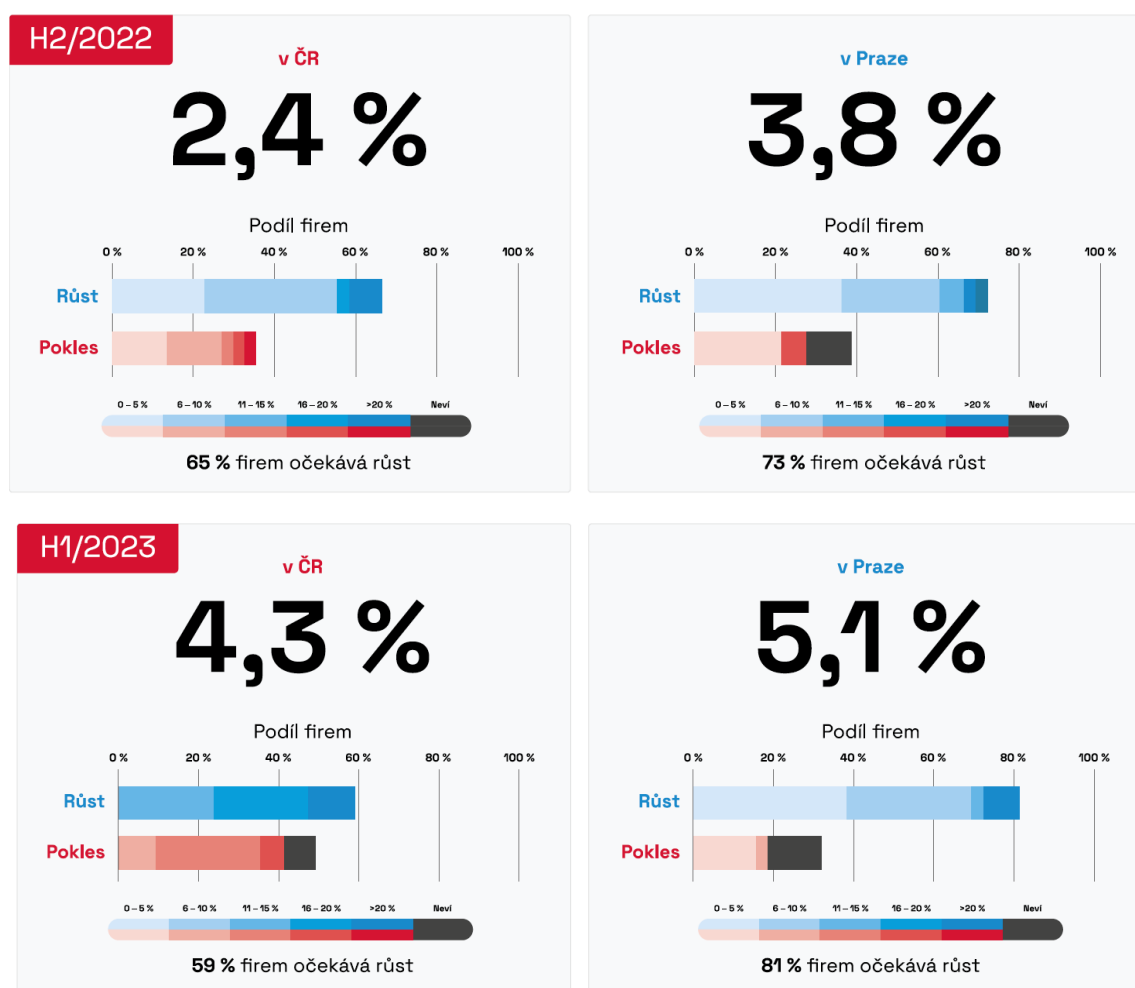 H2/2022
v ČR
2,4 %
Podíl firem
0 % 20 % 40 % 60 % 80 % 100 %
Růst
Pokles
0 – 5 % 6 – 10 % 11 – 15 % 16 – 20 % >20 % Neví
65 % firem očekává růst
v Praze
3,8 %
Podíl firem
0 % 20 % 40 % 60 % 80 % 100 %
Růst
Pokles
0 – 5 % 6 – 10 % 11 – 15 % 16 – 20 % >20 % Neví
73 % firem očekává růst
H1/2023
v ČR
4,3 %
Podíl firem
0 % 20 % 40 % 60 % 80 % 100 %
Růst
Pokles
0 – 5 % 6 – 10 % 11 – 15 % 16 – 20 % >20 % Neví
59 % firem očekává růst
v Praze
5,1 %
Podíl firem
0 % 20 % 40 % 60 % 80 % 100 %
Růst
Pokles
0 – 5 % 6 – 10 % 11 – 15 % 16 – 20 % >20 % Neví
81 % firem očekává růst